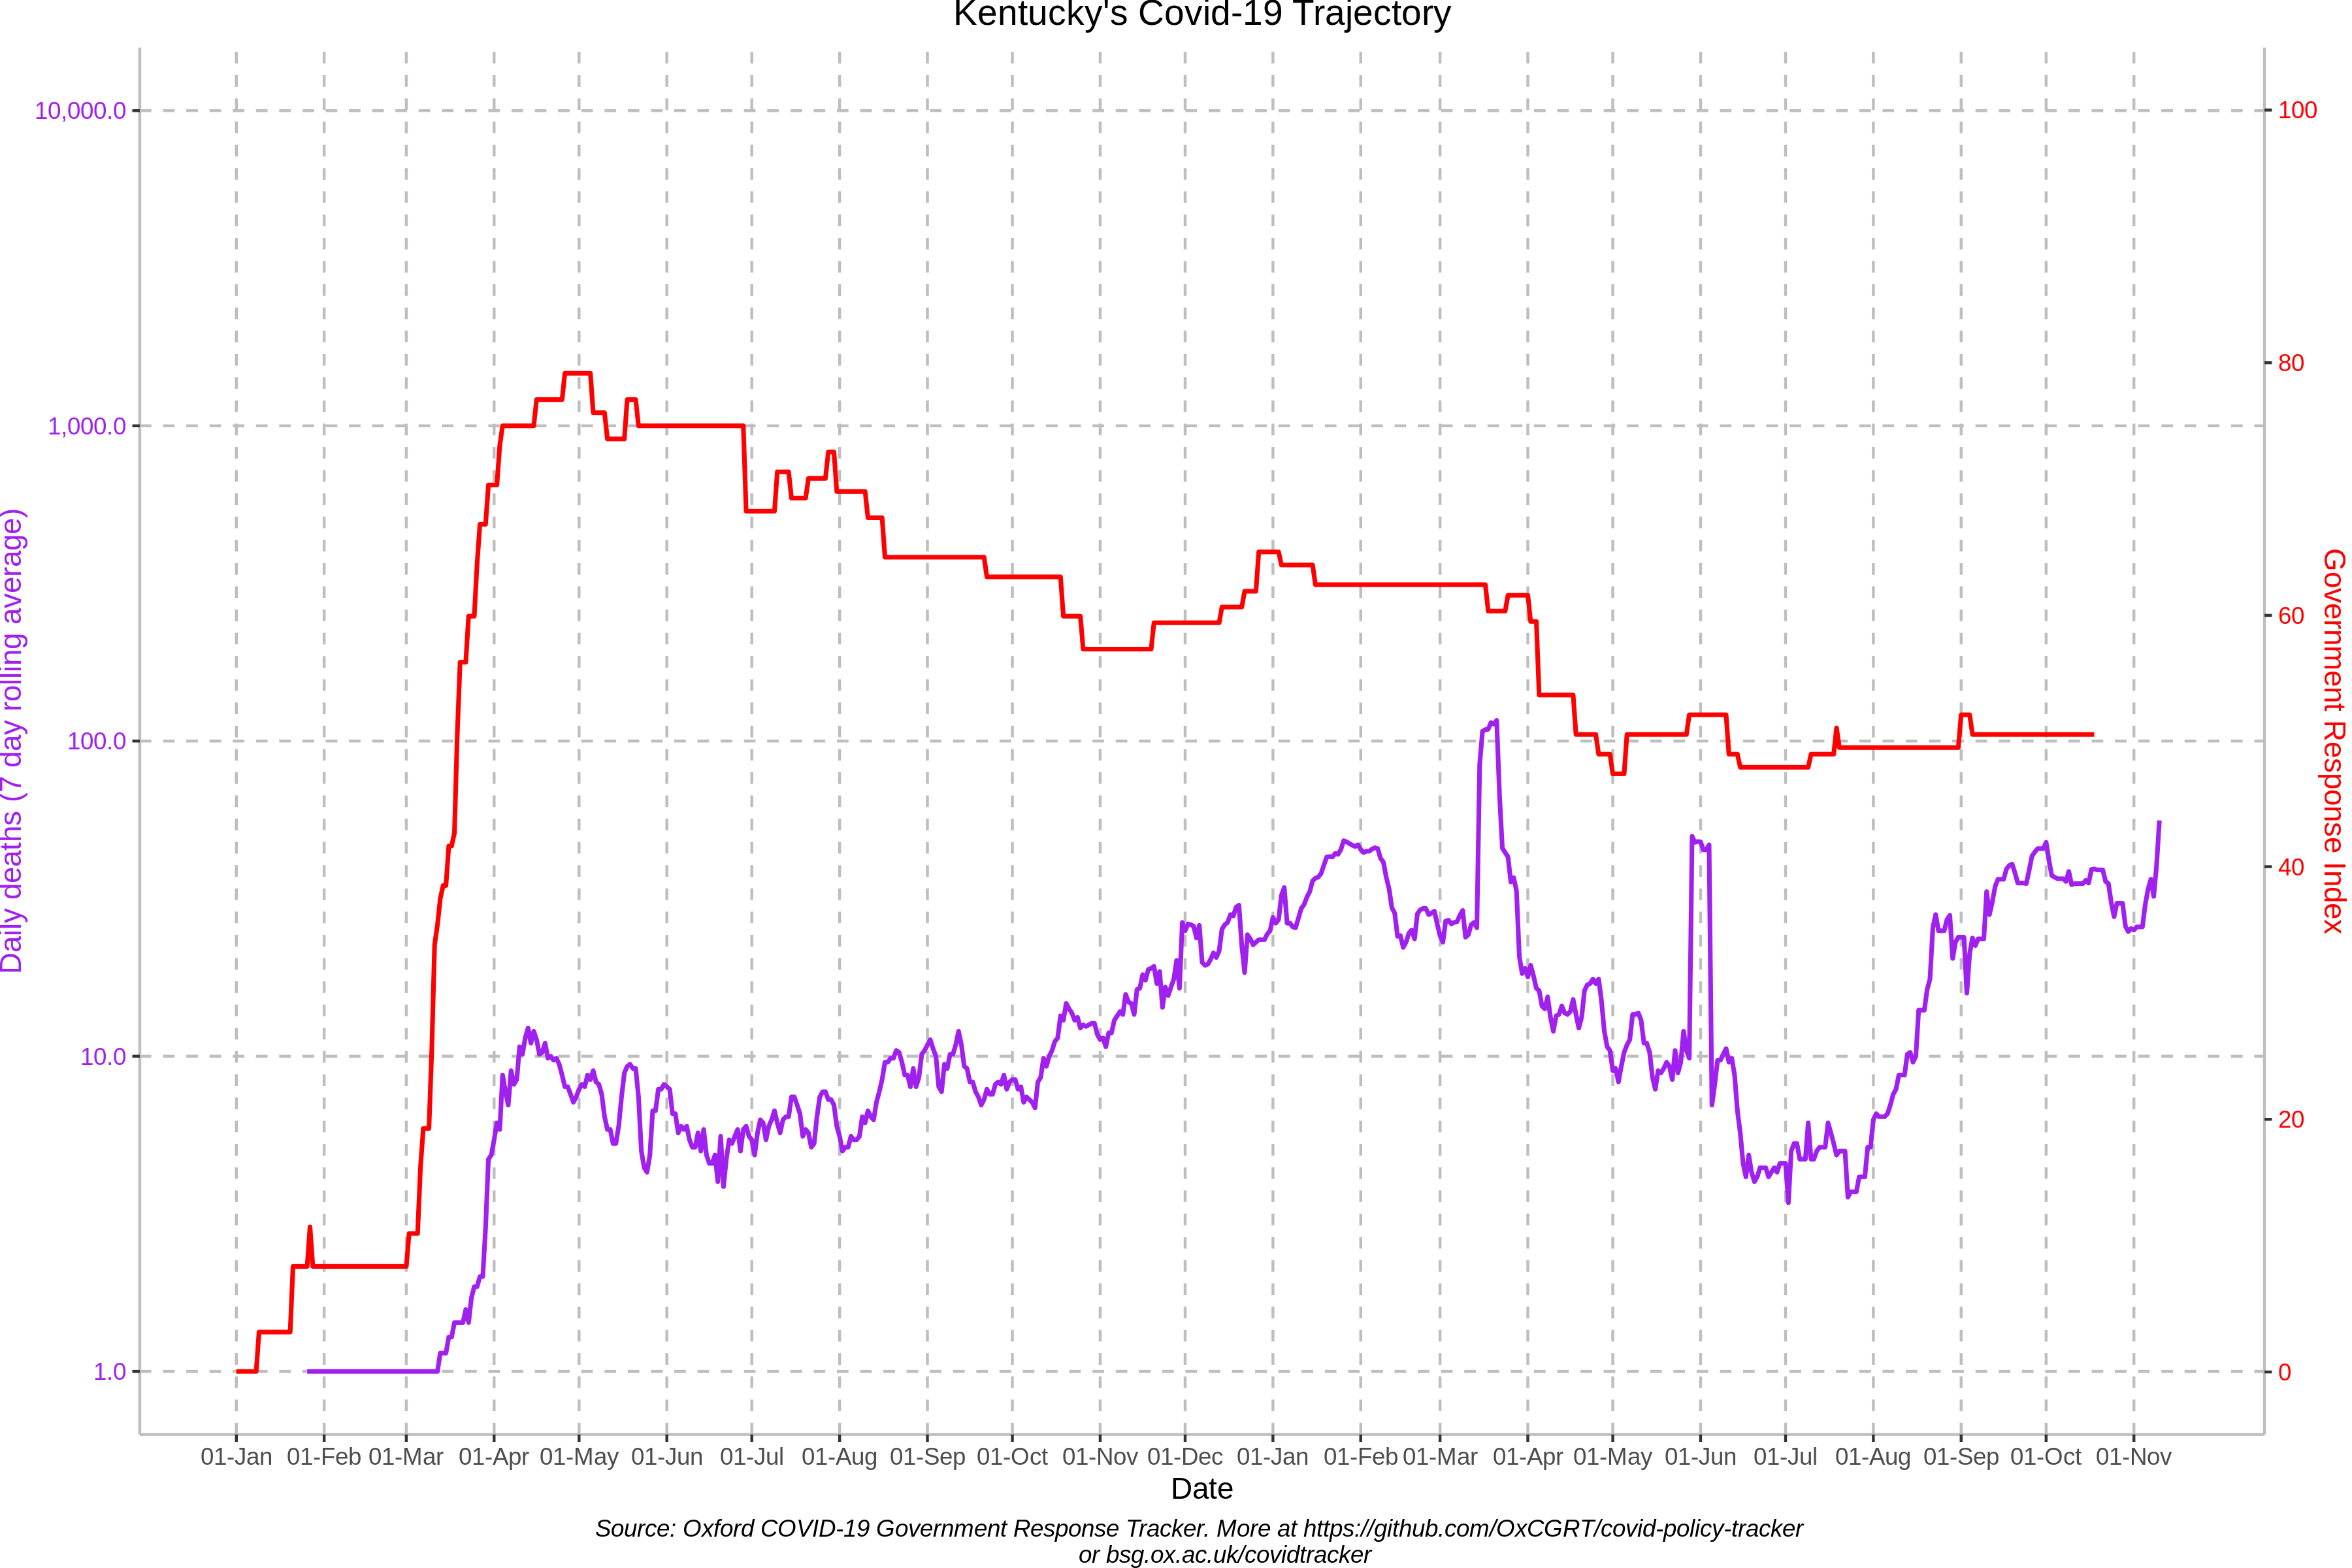 Kentucky's Covid-19 Trajectory
10,000.0
1,000.0
100.0
10.0
1.0
Daily deaths (7 day rolling average)
100
80
60
40
20
0
Government Response Index
01-Jan 01-Feb 01-Mar 01-Apr 01-May 01-Jun 01-Jul 01-Aug 01-Sep 01-Oct 01-Nov 01-Dec 01-Jan 01-Feb 01-Mar 01-Apr 01-May 01-Jun 01-Jul 01-Aug 01-Sep 01-Oct 01-Nov
Date
Source: Oxford COVID-19 Government Response Tracker. More at https://github.com/OxCGRT/covid-policy-tracker
or bsg.ox.ac.uk/covidtracker